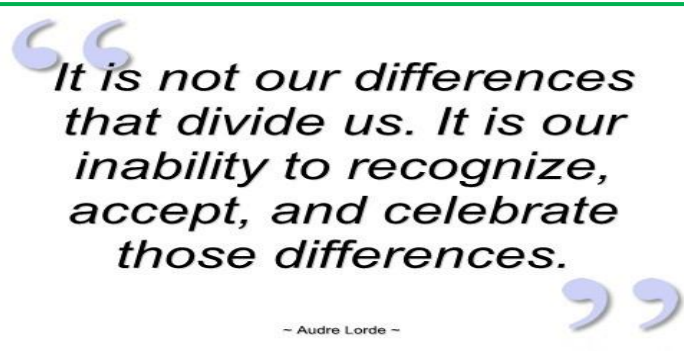 It is not our differences
that divide us. It is our
inability to recognize,
accept, and celebrate
those differences.
~ Audre Lorde ~